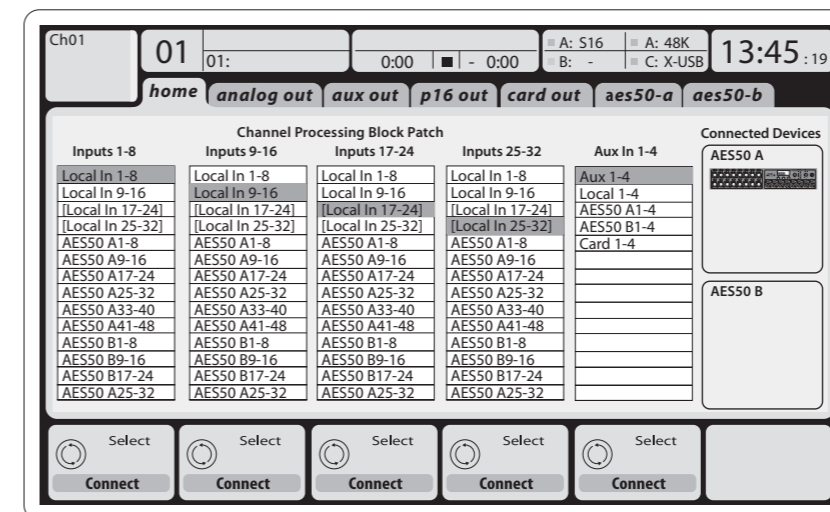 Ch01
01
01:
0:00 - 0:00
A: S16
B: -
A: 48K
C: X-USB
13:45 :19
home analog out aux out p16 out card out aes50-a aes50-b
Channel Processing Block Patch
Inputs 1-8
Local In 1-8
Local In 9-16
[Local In 17-24]
[Local In 25-32]
AES50 A1-8
AES50 A9-16
AES50 A17-24
AES50 A25-32
AES50 A33-40
AES50 A41-48
AES50 B1-8
AES50 B9-16
AES50 B17-24
AES50 A25-32
Inputs 9-16
Local In 1-8
Local In 9-16
[Local In 17-24]
[Local In 25-32]
AES50 A1-8
AES50 A9-16
AES50 A17-24
AES50 A25-32
AES50 A33-40
AES50 A41-48
AES50 B1-8
AES50 B9-16
AES50 B17-24
AES50 A25-32
Inputs 17-24
Local In 1-8
Local In 9-16
[Local In 17-24]
[Local In 25-32]
AES50 A1-8
AES50 A9-16
AES50 A17-24
AES50 A25-32
AES50 A33-40
AES50 A41-48
AES50 B1-8
AES50 B9-16
AES50 B17-24
AES50 A25-32
Inputs 25-32
Local In 1-8
Local In 9-16
[Local In 17-24]
[Local In 25-32]
AES50 A1-8
AES50 A9-16
AES50 A17-24
AES50 A25-32
AES50 A33-40
AES50 A41-48
AES50 B1-8
AES50 B9-16
AES50 B17-24
AES50 A25-32
Aux In 1-4
Aux 1-4
Local 1-4
AES50 A1-4
AES50 B1-4
Card 1-4
Connected Devices
AES50 A
AES50 B
Select
Connect
Select
Connect
Select
Connect
Select
Connect
Select
Connect